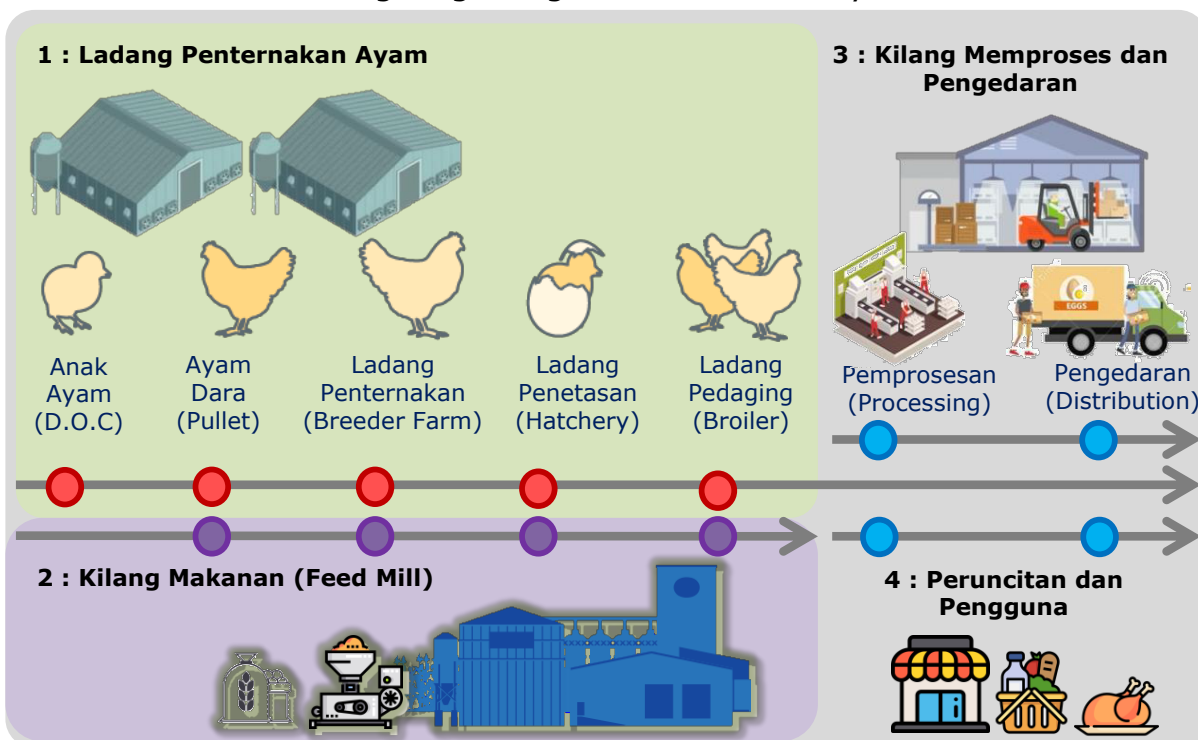 1 : Ladang Penternakan Ayam
3 : Kilang Memproses dan
Pengedaran
EGGS
Anak
Ayam
(D.O.C)
Ayam
Dara
(Pullet)
Ladang
Penternakan
(Breeder Farm)
Ladang
Penetasan
(Hatchery)
Ladang
Pedaging
(Broiler)
Pemprosesan
(Processing)
Pengedaran
(Distribution)
2 : Kilang Makanan (Feed Mill)
4 : Peruncitan dan
Pengguna